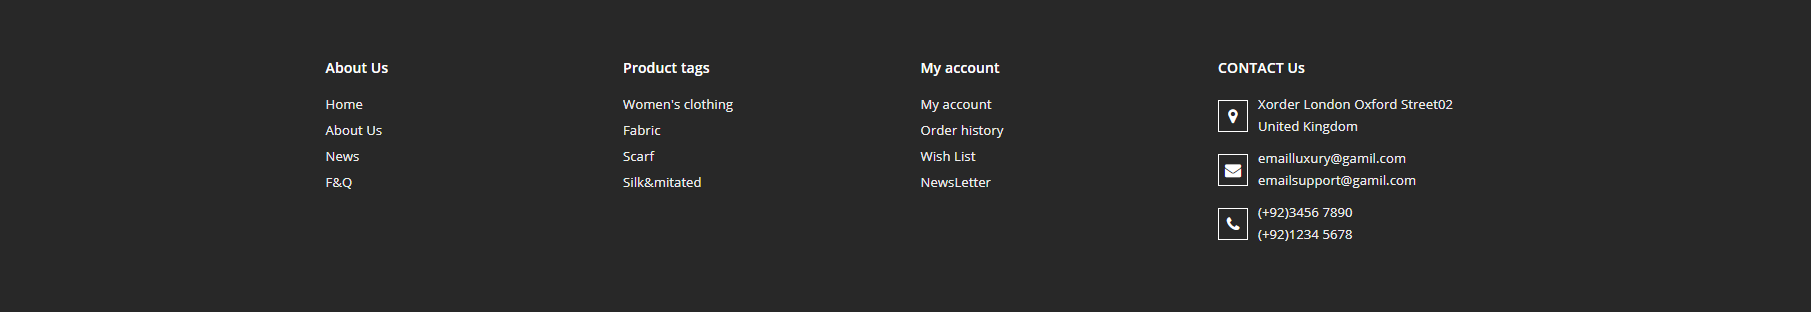 About Us
Home
About Us
News
F&Q
Product tags
Women's clothing
Fabric
Scarf
Silk&mitated
My account
My account
Order history
Wish List
NewsLetter
CONTACT Us
Xorder London Oxford Street02
United Kingdom
emailluxury@gamil.com
emailsupport@gamil.com
(+92)3456 7890
(+92)1234 5678